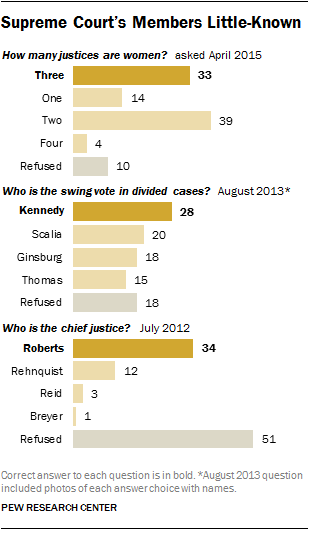 Supreme Court's Members Little-Known
How many justices are women? asked April 2015
Three 33
One 14
Two 39
Four 4
Refused 10
Who is the swing vote in divided cases? August 2013*
Kennedy 28
Scalia 20
Ginsburg 18
Thomas 15
Refused 18
Who is the chief justice? July 2012
Roberts 34
Rehnquist 12
Reid 3
Breyer 1
Refused 51
Correct answer to each question is in bold. *August 2013 question
included photos of each answer choice with names.
PEW RESEARCH CENTER